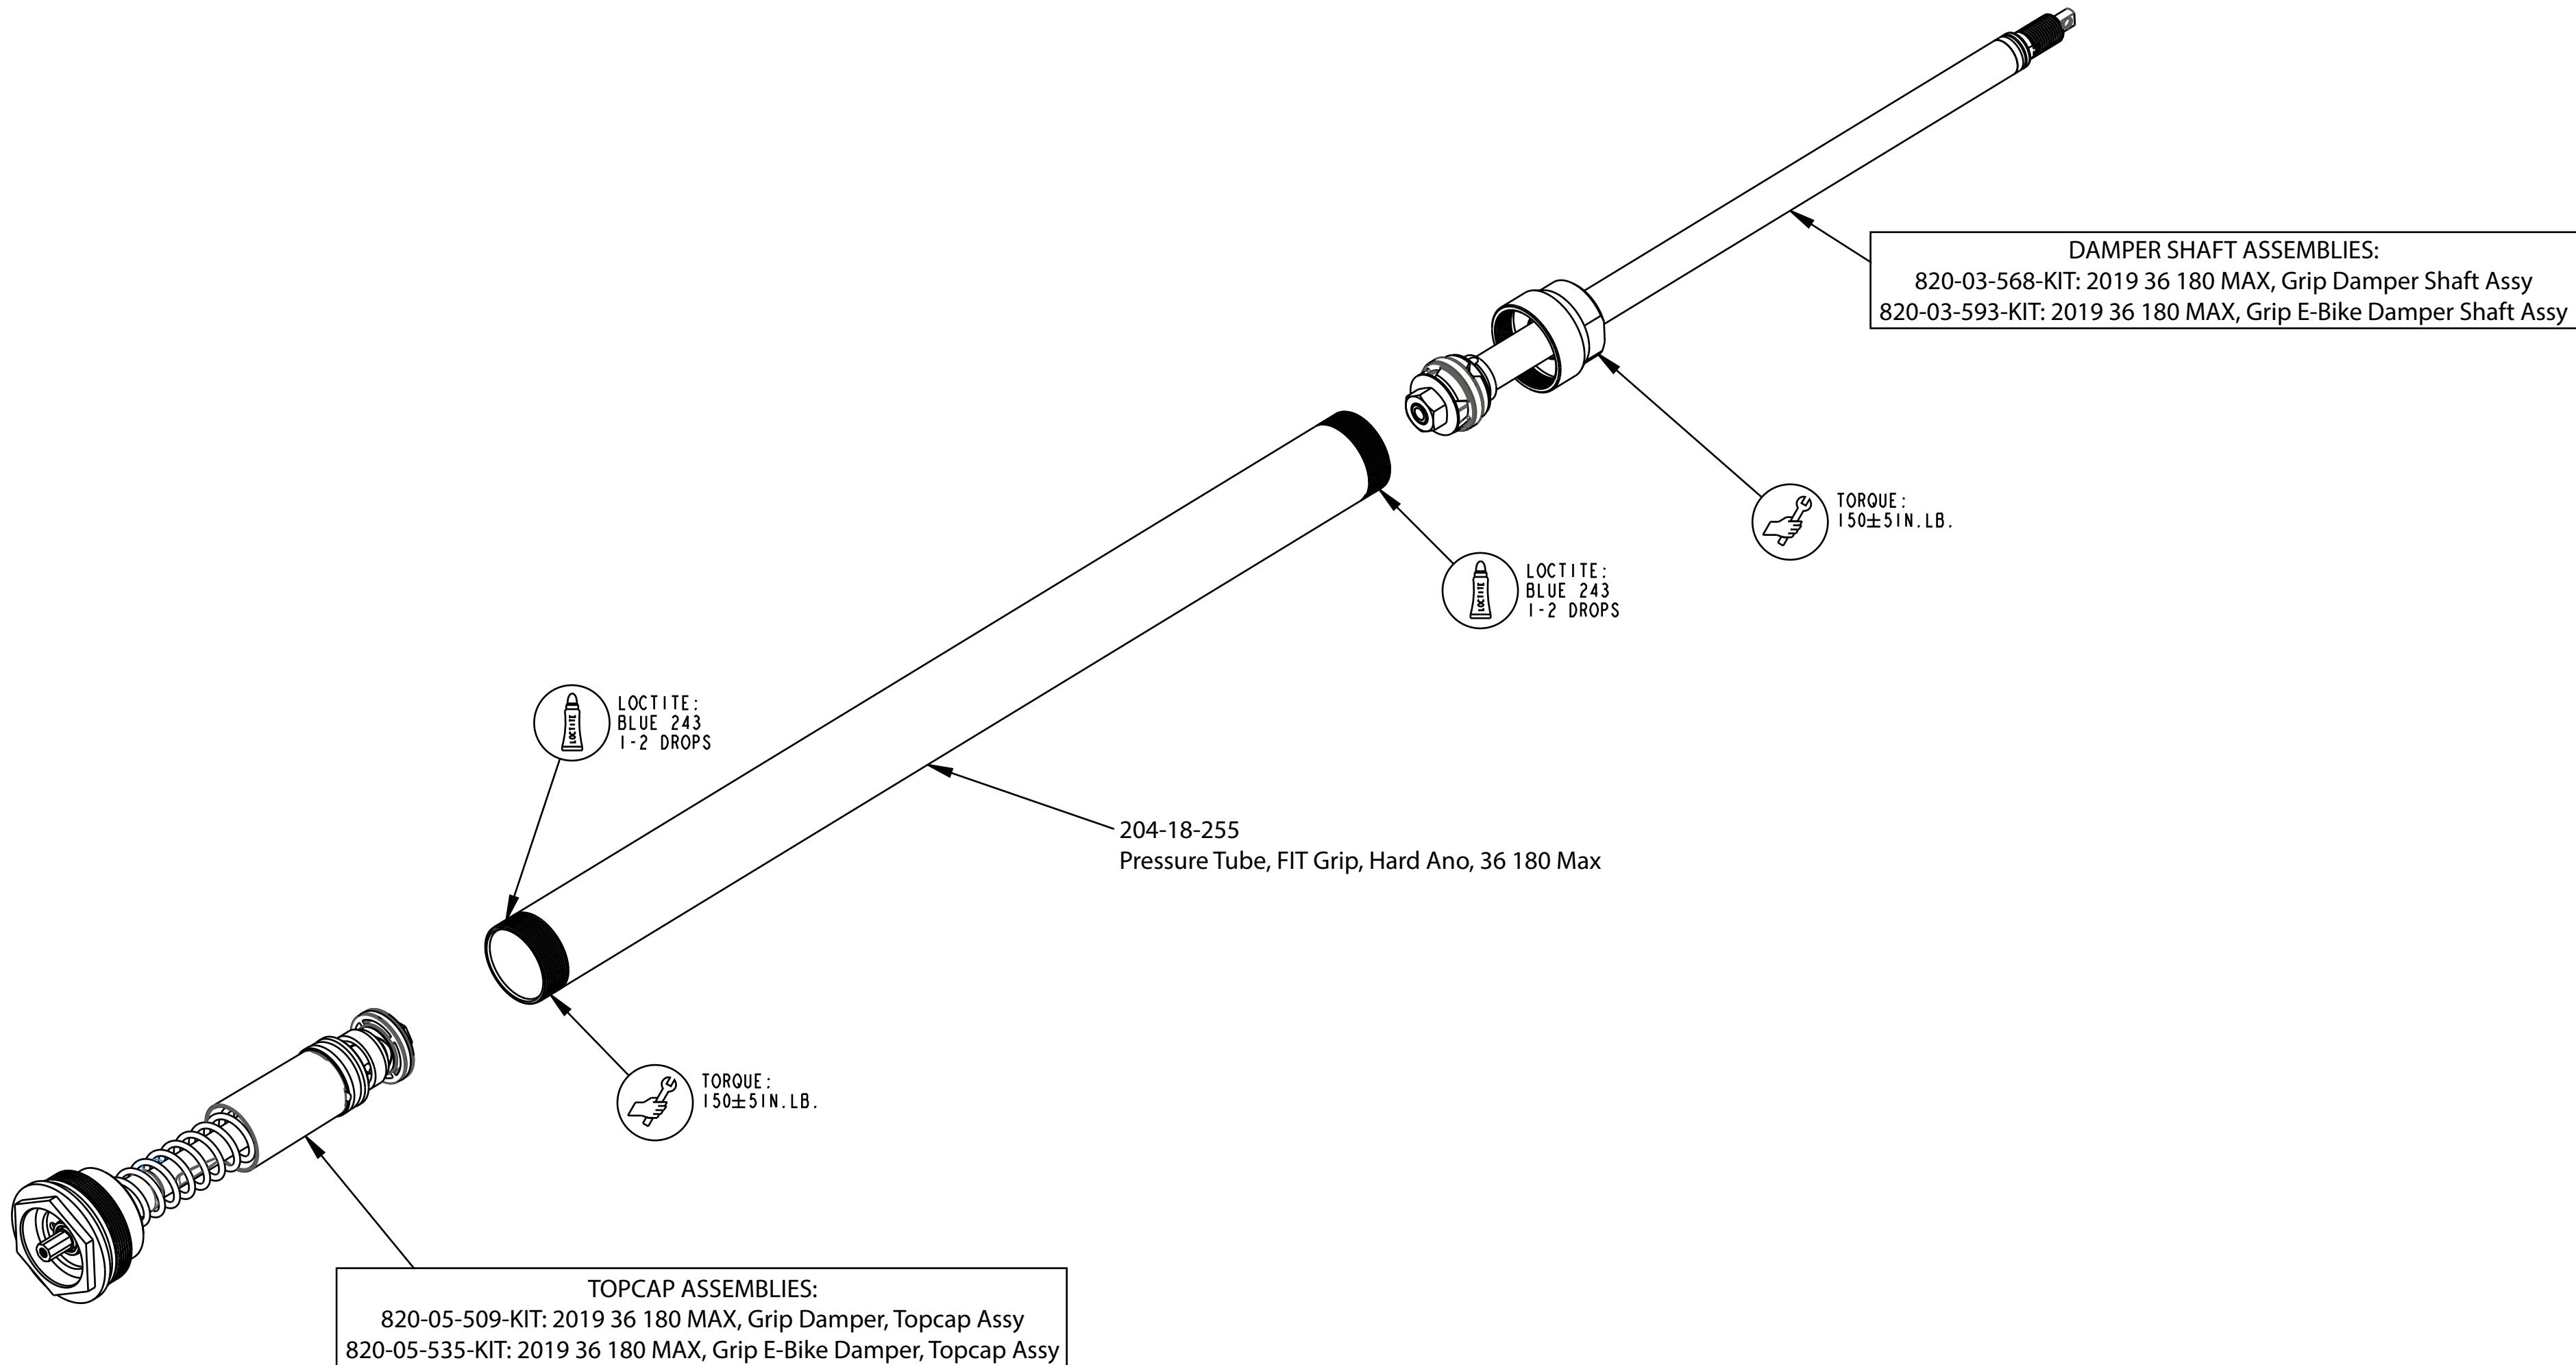 DAMPER SHAFT ASSEMBLIES:
820-03-568-KIT: 2019 36 180 MAX, Grip Damper Shaft Assy
820-03-593-KIT: 2019 36 180 MAX, Grip E-Bike Damper Shaft Assy
TORQUE:
150±5IN.LB.
LOCTITE
LOCTITE:
BLUE 243
1-2 DROPS
LOCTITE
LOCTITE:
BLUE 243
1-2 DROPS
204-18-255
Pressure Tube, FIT Grip, Hard Ano, 36 180 Max
TORQUE:
150±5IN.LB.
TOPCAP ASSEMBLIES:
820-05-509-KIT: 2019 36 180 MAX, Grip Damper, Topcap Assy
820-05-535-KIT: 2019 36 180 MAX, Grip E-Bike Damper, Topcap Assy